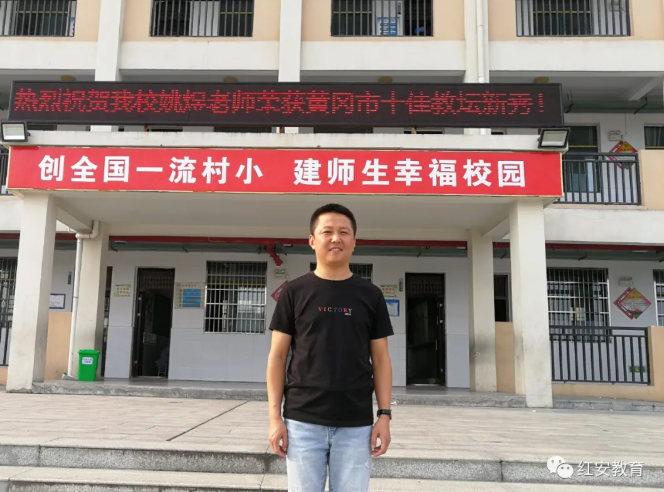 热烈祝贺我校姚煜老师荣获黄冈市十佳教坛新秀！
创全国一流村小 建师生幸福校园
VICTORY
红安教育